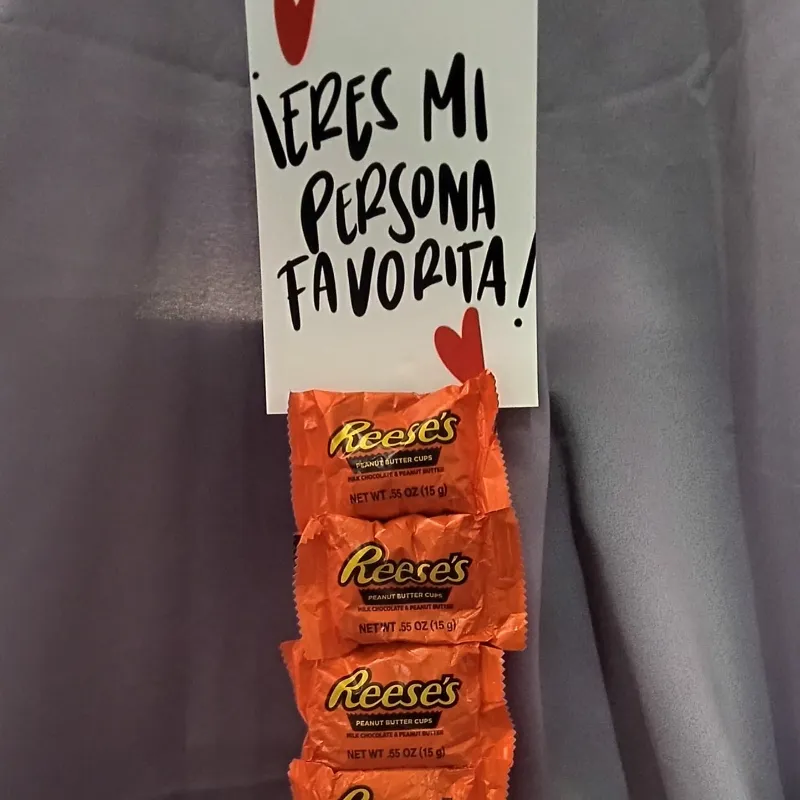 ¡ERES MI
PERSONA
FAVORITA!
Reese's
PEANUT BUTTER CUPS
MILK CHOCOLATE & PEANUT BUTTER
NET WT .55 OZ (15 g)
Reese's
PEANUT BUTTER CUPS
MILK CHOCOLATE & PEANUT BUTTER
NET WT .55 OZ (15 g)
Reese's
PEANUT BUTTER CUPS
MILK CHOCOLATE & PEANUT BUTTER
NET WT .55 OZ (15 g)